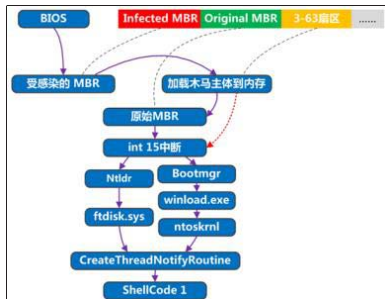 BIOS
Infected MBR
Original MBR
3-63扇区
......
受感染的 MBR
加载木马主体到内存
原始MBR
int 15中断
Ntldr
Bootmgr
winload.exe
ftdisk.sys
ntoskrnl
CreateThreadNotifyRoutine
ShellCode 1